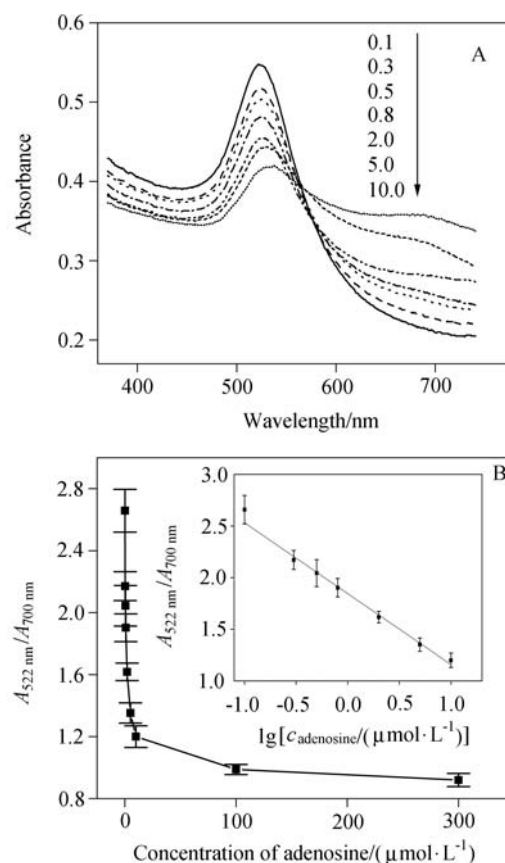 A
0.6
0.5
0.4
0.3
0.2
Absorbance
0.1
0.3
0.5
0.8
2.0
5.0
10.0
400 500 600 700
Wavelength/nm
B
2.8
2.4
2.0
1.6
1.2
0.8
A522 nm/A700 nm
3.0
2.5
2.0
1.5
1.0
A522 nm/A700 nm
-1.0 -0.5 0.0 0.5 1.0
lg[cadenosine/(μmol·L-1)]
0 100 200 300
Concentration of adenosine/(μmol·L-1)